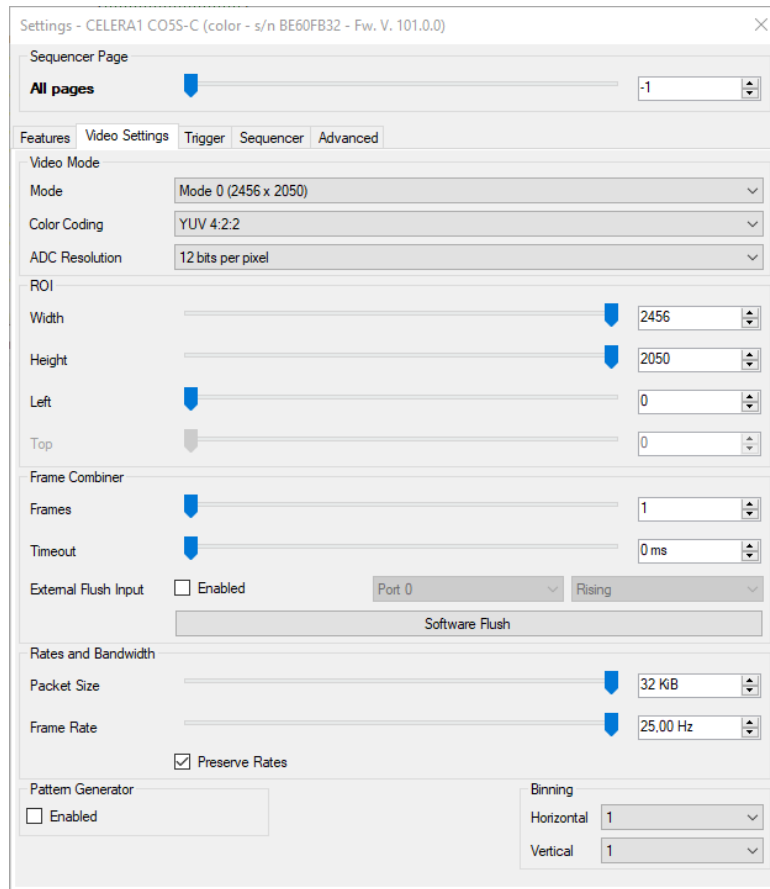 Settings - CELERA1 CO5S-C (color - s/n BE60FB32 - Fw. V. 101.0.0)
Sequencer Page
All pages -1
Features Video Settings Trigger Sequencer Advanced
Video Mode
Mode Mode 0 (2456 x 2050)
Color Coding YUV 4:2:2
ADC Resolution 12 bits per pixel
ROI
Width 2456
Height 2050
Left 0
Top 0
Frame Combiner
Frames 1
Timeout 0 ms
External Flush Input Enabled Port 0 Rising
Software Flush
Rates and Bandwidth
Packet Size 32 KiB
Frame Rate 25,00 Hz
Preserve Rates
Pattern Generator Binning
Enabled Horizontal 1
Vertical 1